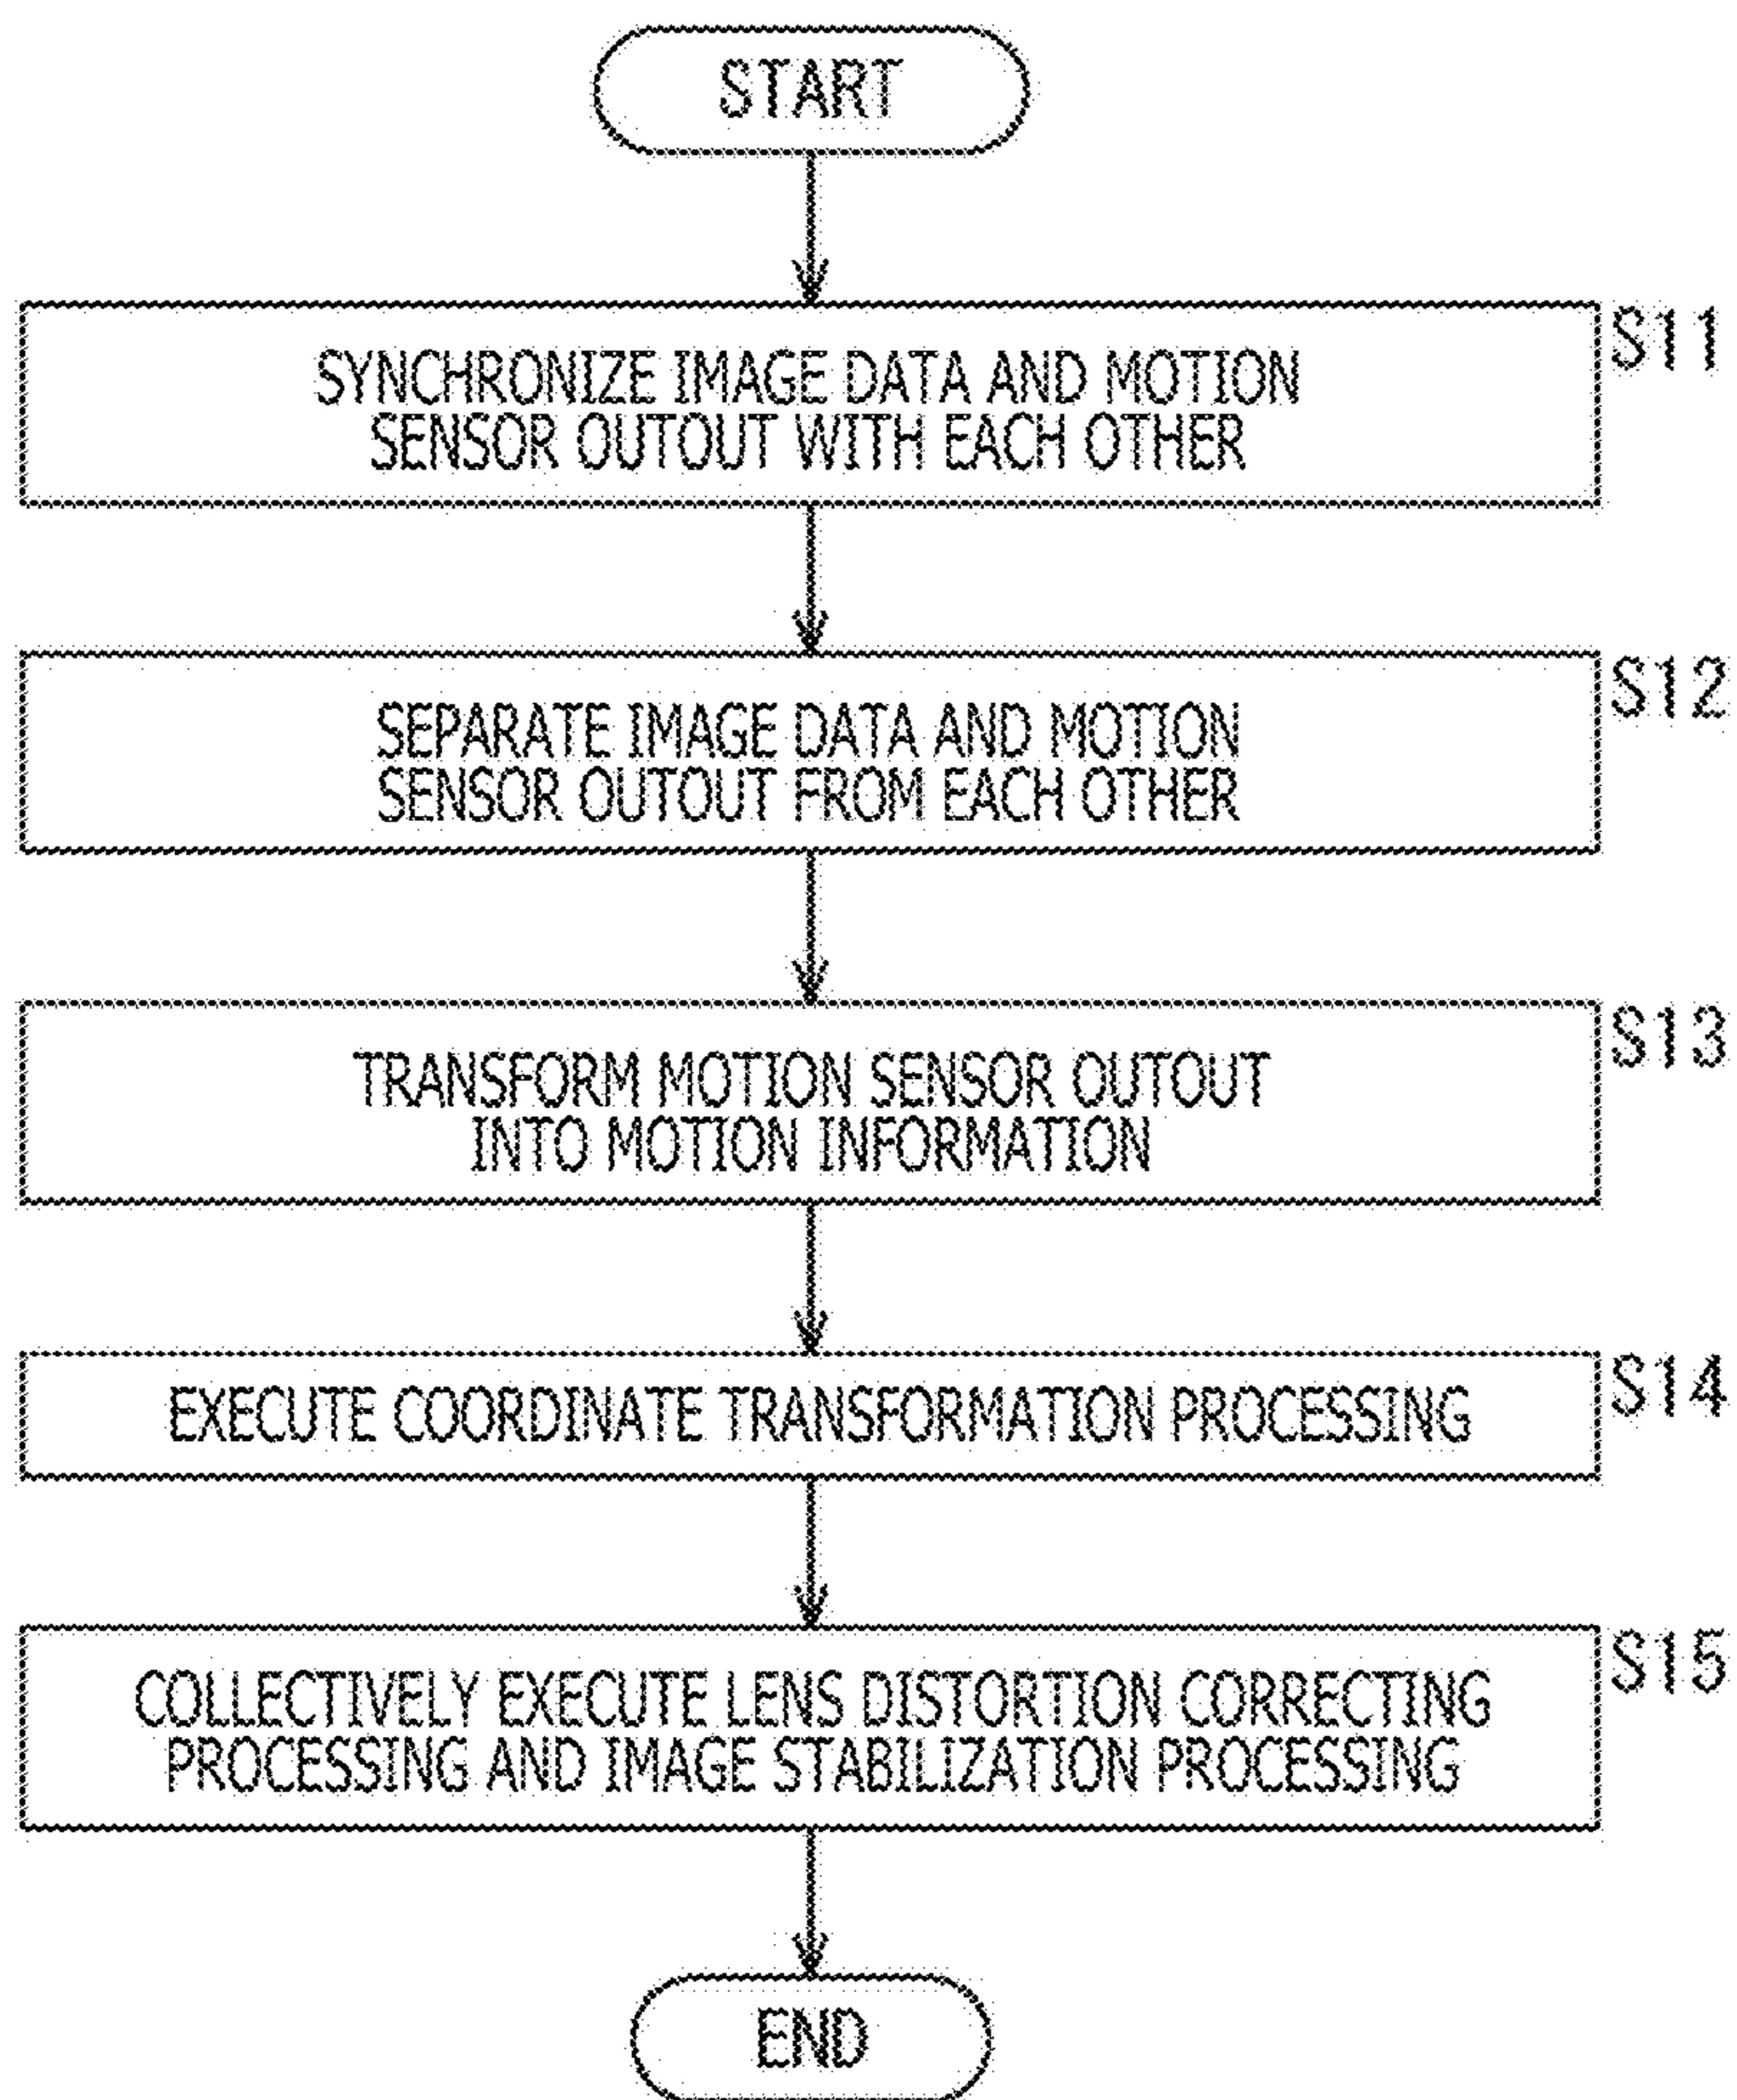 START
S11
SYNCHRONIZE IMAGE DATA AND MOTION
SENSOR OUTOUT WITH EACH OTHER
S12
SEPARATE IMAGE DATA AND MOTION
SENSOR OUTOUT FROM EACH OTHER
S13
TRANSFORM MOTION SENSOR OUTOUT
INTO MOTION INFORMATION
S14
EXECUTE COORDINATE TRANSFORMATION PROCESSING
S15
COLLECTIVELY EXECUTE LENS DISTORTION CORRECTING
PROCESSING AND IMAGE STABILIZATION PROCESSING
END